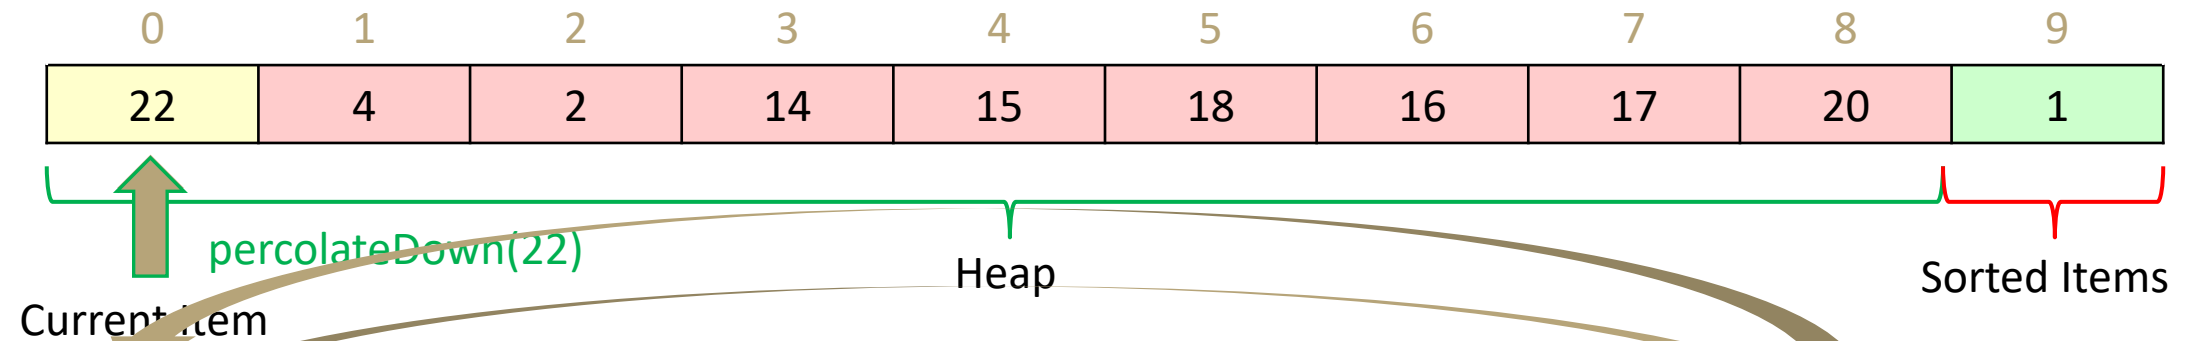 0 1 2 3 4 5 6 7 8 9
22 4 2 14 15 18 16 17 20 1
percolateDown(22)
Heap
Sorted Items
Current Item